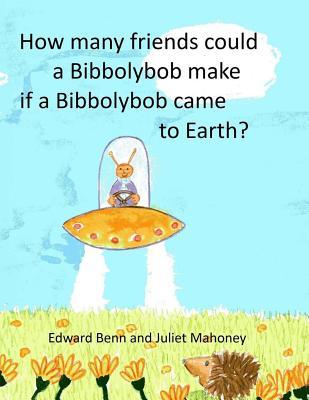 How many friends could
a Bibbolybob make
if a Bibbolybob came
to Earth?
Edward Benn and Juliet Mahoney